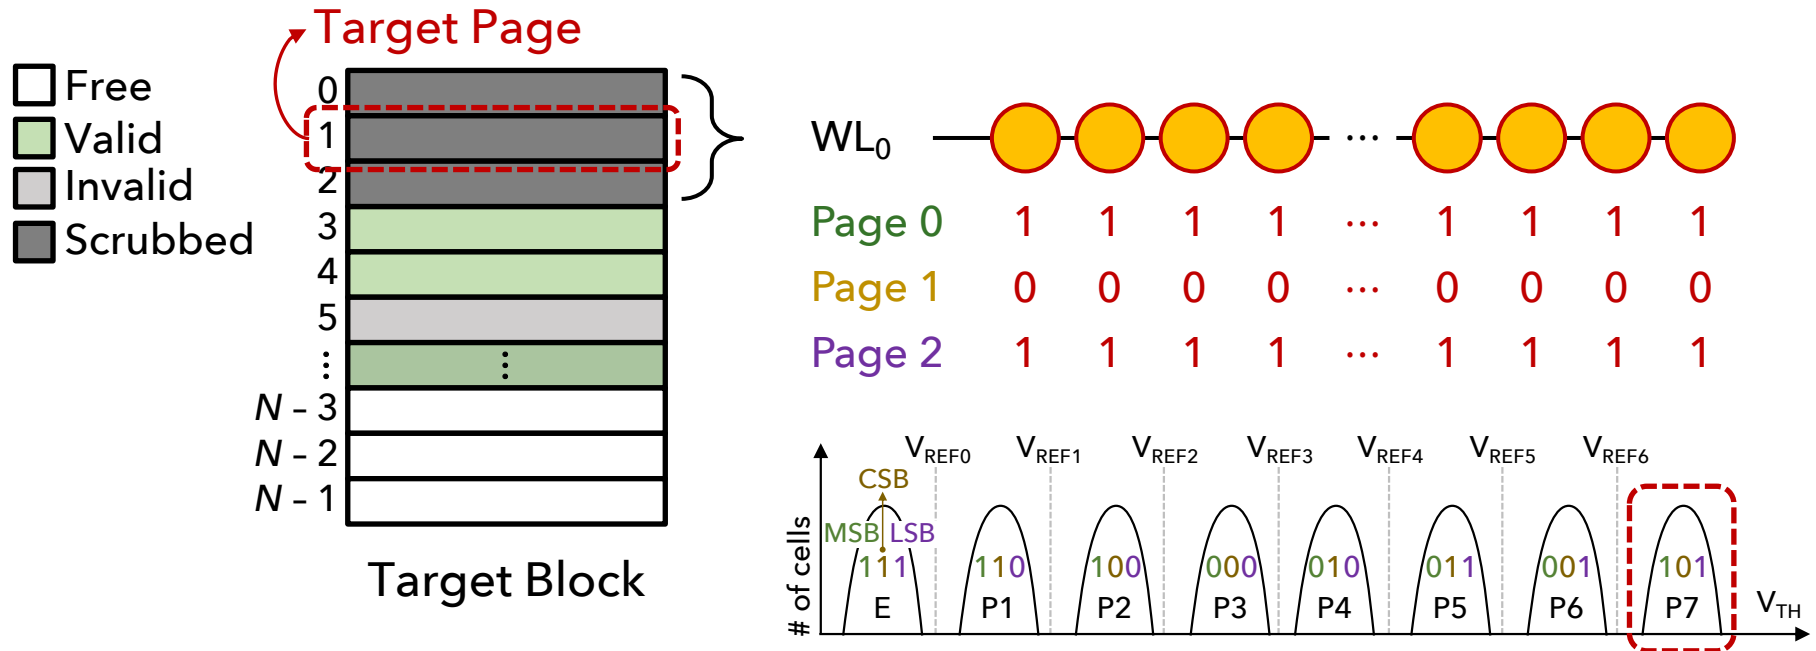 Target Page
Free
Valid
Invalid
Scrubbed
0
1
2
3
4
5
⋮ ⋮
N – 3
N – 2
N – 1
Target Block
WL0 ···
Page 0 1 1 1 1 ··· 1 1 1 1
Page 1 0 0 0 0 ··· 0 0 0 0
Page 2 1 1 1 1 ··· 1 1 1 1
VREF0 VREF1 VREF2 VREF3 VREF4 VREF5 VREF6
CSB
MSB LSB
111 110 100 000 010 011 001 101
E P1 P2 P3 P4 P5 P6 P7
VTH
# of cells